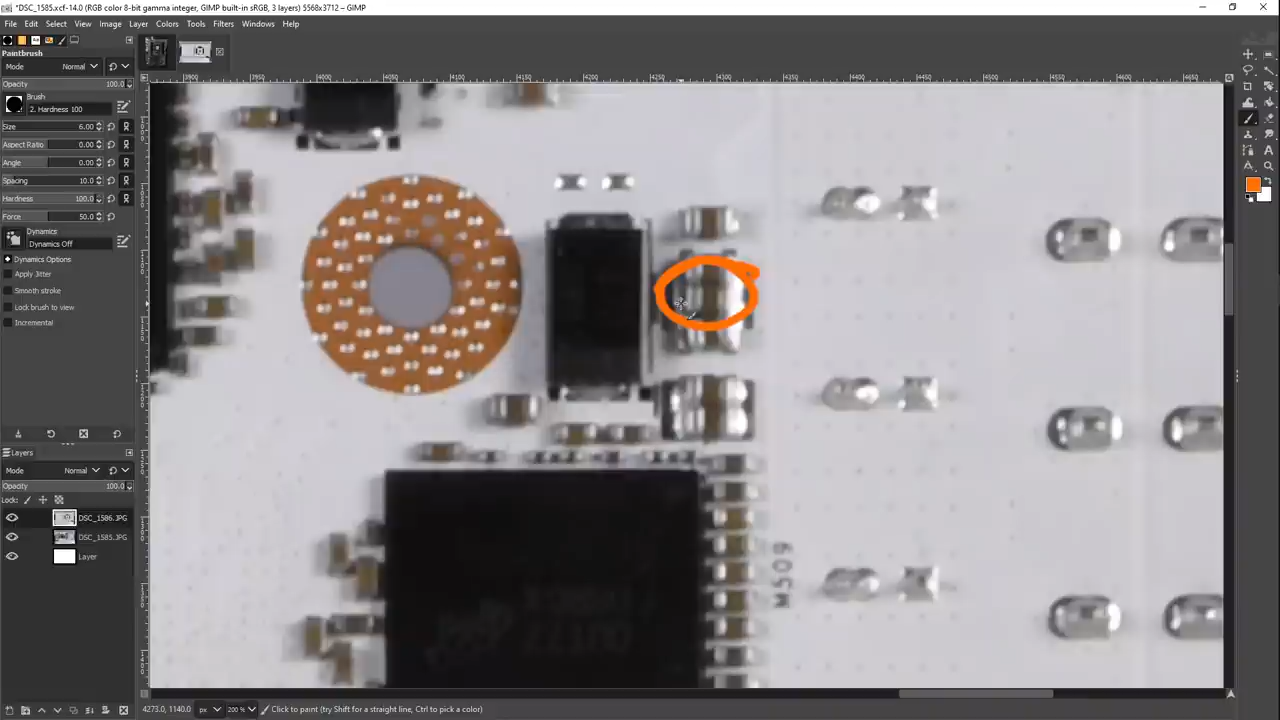 *DSC_1585.xcf-14.0 (RGB color 8-bit gamma integer, GIMP built-in sRGB, 3 layers) 5568x3712 – GIMP
File Edit Select View Image Layer Colors Tools Filters Windows Help
Paintbrush
Mode Normal
Opacity 100.0
Brush
2. Hardness 100
Size 6.00
Aspect Ratio 0.00
Angle 0.00
Spacing 10.0
Hardness 100.0
Force 50.0
Dynamics
Dynamics Off
Dynamics Options
Apply Jitter
Smooth stroke
Lock brush to view
Incremental
Layers
Mode Normal
Opacity 100.0
Lock:
DSC_1586.JPG
DSC_1585.JPG
Layer
M509
4273.0, 1140.0 px 200 % Click to paint (try Shift for a straight line, Ctrl to pick a color)